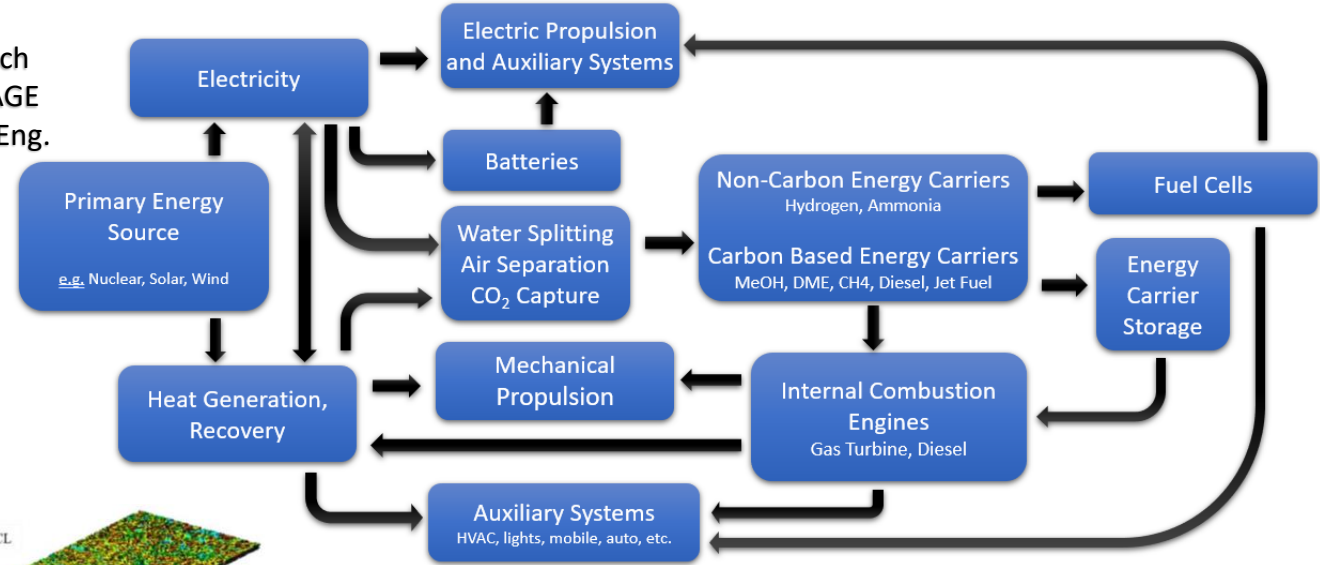 ch
AGE
Eng.
Electricity
Electric Propulsion
and Auxiliary Systems
Batteries
Primary Energy
Source
e.g. Nuclear, Solar, Wind
Water Splitting
Air Separation
CO₂ Capture
Non-Carbon Energy Carriers
Hydrogen, Ammonia
Carbon Based Energy Carriers
MeOH, DME, CH4, Diesel, Jet Fuel
Fuel Cells
Energy
Carrier
Storage
Heat Generation,
Recovery
Mechanical
Propulsion
Internal Combustion
Engines
Gas Turbine, Diesel
Auxiliary Systems
HVAC, lights, mobile, auto, etc.
CL